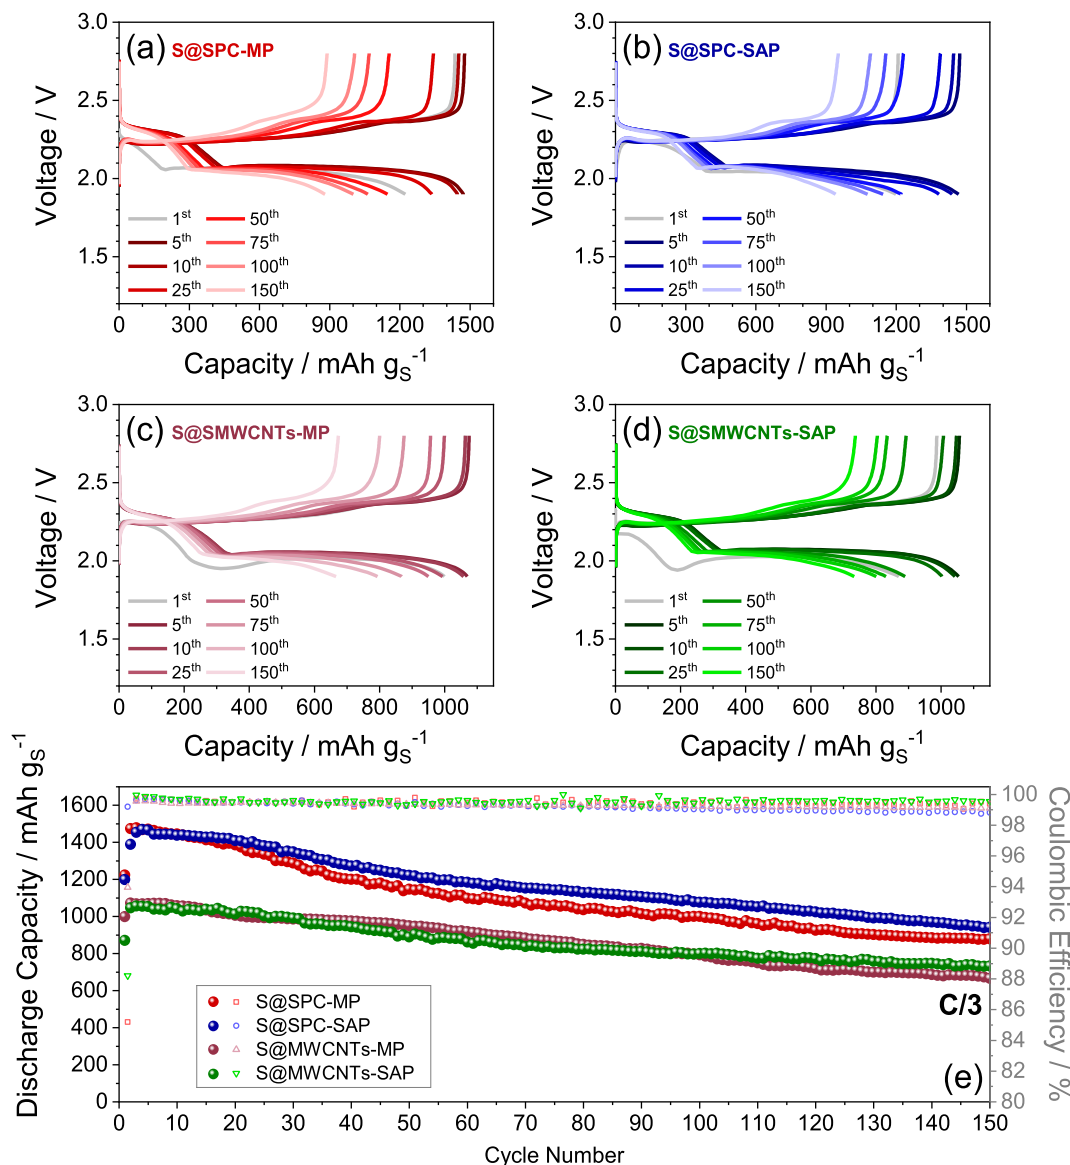 (a) S@SPC-MP
3.0
2.5
2.0
1.5
Voltage / V
1st 50th
5th 75th
10th 100th
25th 150th
0 300 600 900 1200 1500
Capacity / mAh gS-1
(b) S@SPC-SAP
3.0
2.5
2.0
1.5
Voltage / V
1st 50th
5th 75th
10th 100th
25th 150th
0 300 600 900 1200 1500
Capacity / mAh gS-1
(c) S@SMWCNTs-MP
3.0
2.5
2.0
1.5
Voltage / V
1st 50th
5th 75th
10th 100th
25th 150th
0 200 400 600 800 1000
Capacity / mAh gS-1
(d) S@SMWCNTs-SAP
3.0
2.5
2.0
1.5
Voltage / V
1st 50th
5th 75th
10th 100th
25th 150th
0 200 400 600 800 1000
Capacity / mAh gS-1
Discharge Capacity / mAh gS-1
1600
1400
1200
1000
800
600
400
200
0
S@SPC-MP
S@SPC-SAP
S@MWCNTs-MP
S@MWCNTs-SAP
C/3
(e)
100
98
96
94
92
90
88
86
84
82
80
Coulombic Efficiency / %
0 10 20 30 40 50 60 70 80 90 100 110 120 130 140 150
Cycle Number